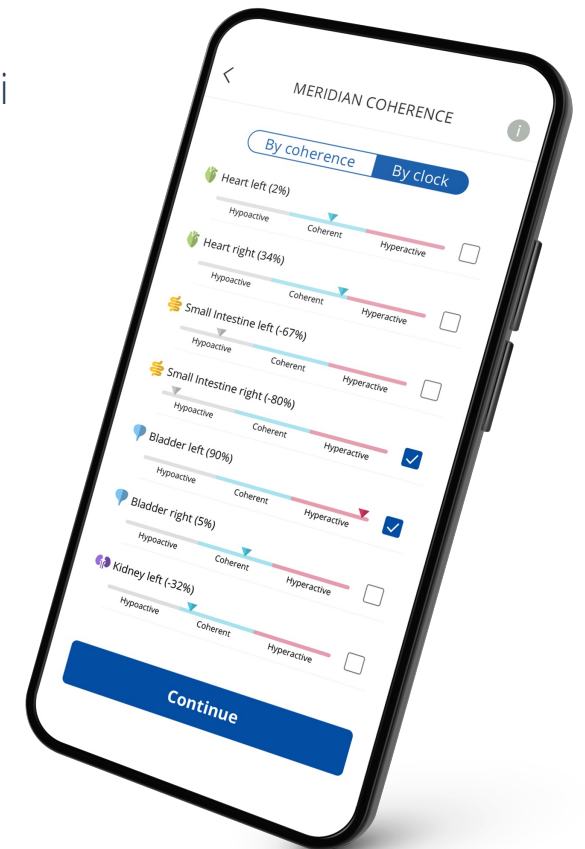 i
MERIDIAN COHERENCE
i
By coherence By clock
Heart left (2%)
Hypoactive Coherent Hyperactive
Heart right (34%)
Hypoactive Coherent Hyperactive
Small Intestine left (-67%)
Hypoactive Coherent Hyperactive
Small Intestine right (-80%)
Hypoactive Coherent Hyperactive
Bladder left (90%)
Hypoactive Coherent Hyperactive
Bladder right (5%)
Hypoactive Coherent Hyperactive
Kidney left (-32%)
Hypoactive Coherent Hyperactive
Continue